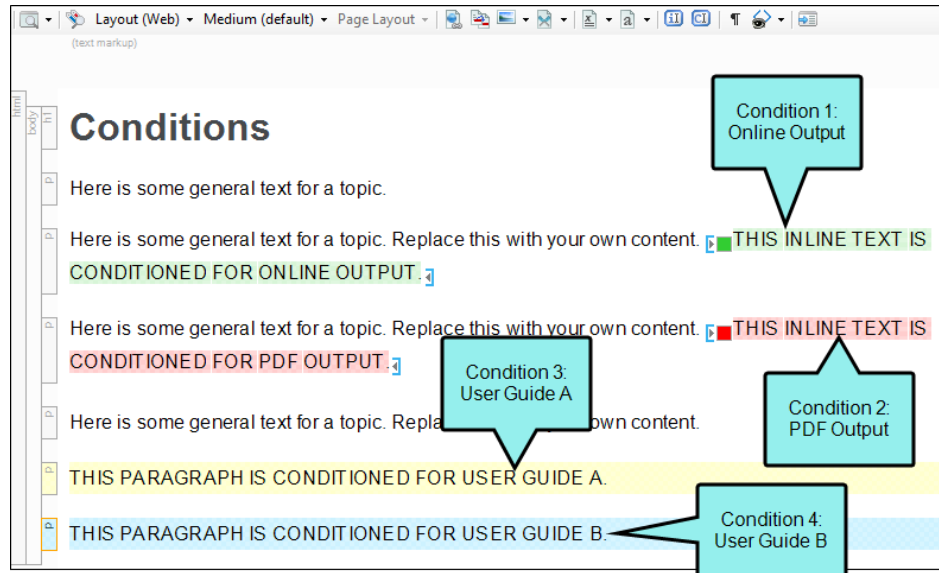 Layout (Web) Medium (default) Page Layout
(text markup)
html
body
h1
Conditions
Condition 1:
Online Output
p
Here is some general text for a topic.
p
Here is some general text for a topic. Replace this with your own content. THIS INLINE TEXT IS
CONDITIONED FOR ONLINE OUTPUT.
p
Here is some general text for a topic. Replace this with your own content. THIS INLINE TEXT IS
CONDITIONED FOR PDF OUTPUT.
Condition 3:
User Guide A
Condition 2:
PDF Output
p
Here is some general text for a topic. own content.
p
THIS PARAGRAPH IS CONDITIONED FOR USER GUIDE A.
p
THIS PARAGRAPH IS CONDITIONED FOR USER GUIDE B.
Condition 4:
User Guide B